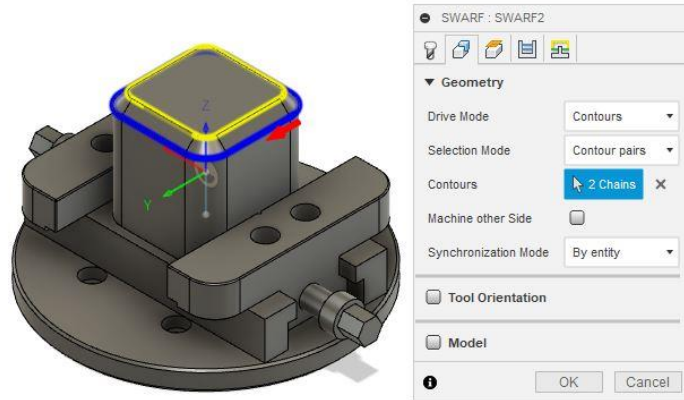 SWARF : SWARF2
Geometry
Drive Mode Contours
Selection Mode Contour pairs
Contours 2 Chains
Machine other Side
Synchronization Mode By entity
Tool Orientation
Model
OK Cancel
Z
Y